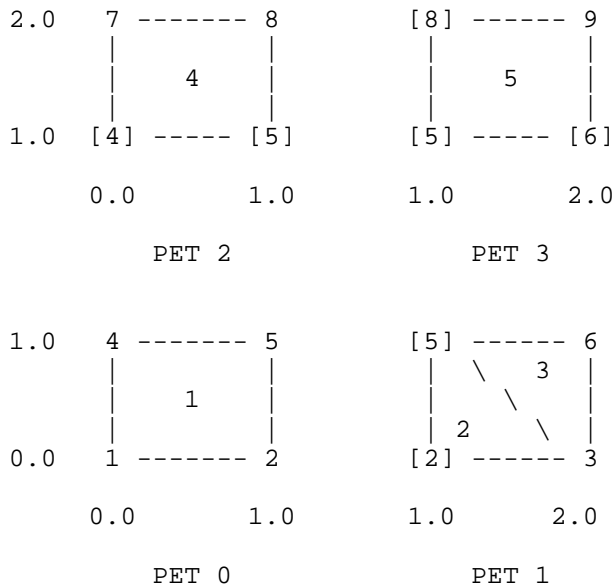 2.0   7 ------- 8         [8] ------ 9
      |         |          |         |
      |    4    |          |    5    |
      |         |          |         |
1.0  [4] ----- [5]        [5] ----- [6]
     0.0       1.0        1.0       2.0
         PET 2                PET 3
1.0   4 ------- 5         [5] ------ 6
      |         |          |  \   3  |
      |    1    |          |    \    |
      |         |          | 2    \  |
0.0   1 ------- 2         [2] ------ 3
     0.0       1.0        1.0      2.0
         PET 0                PET 1